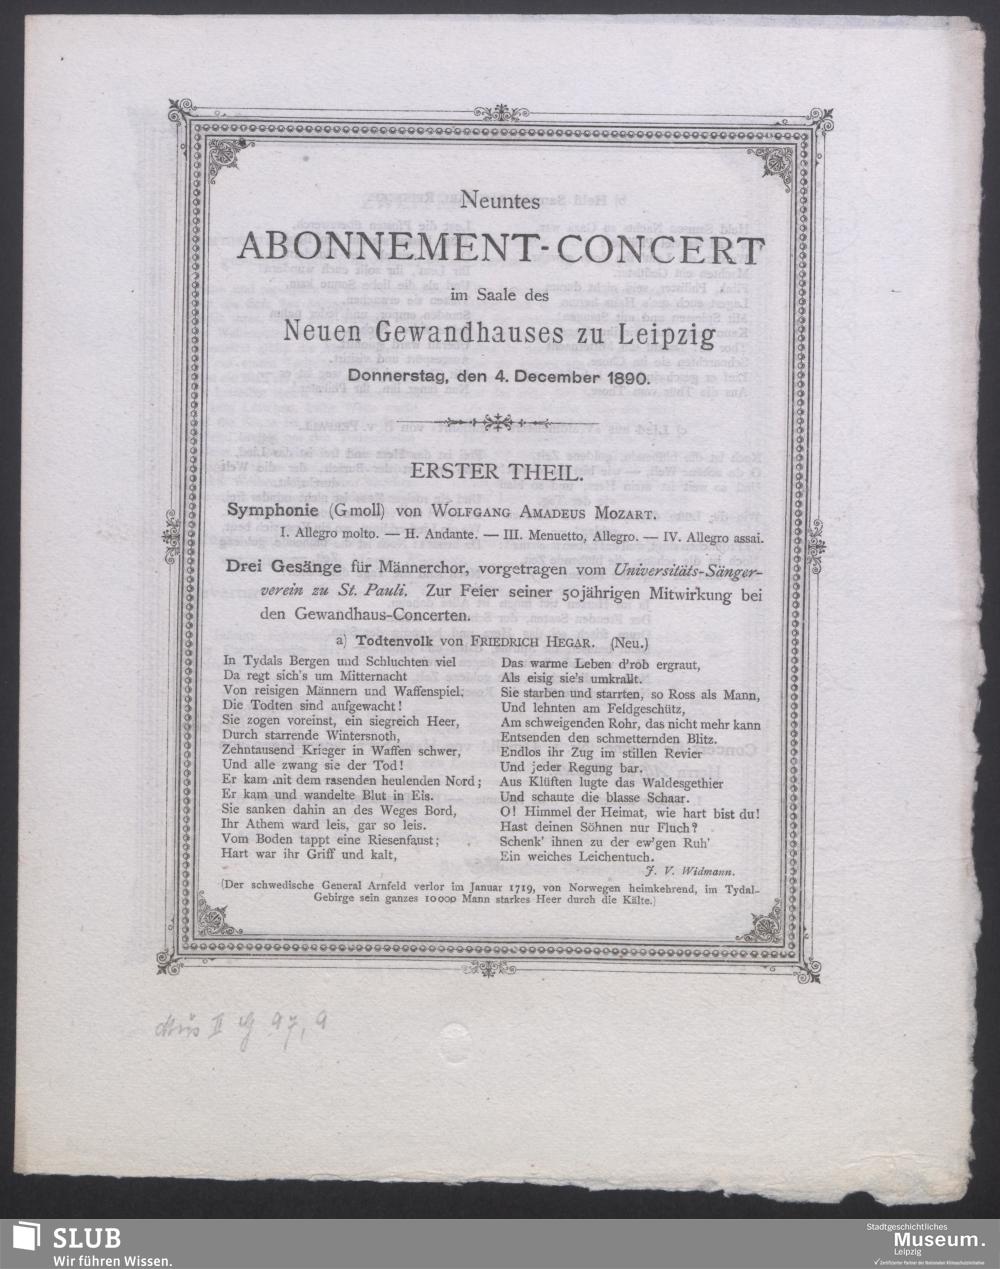 Neuntes
ABONNEMENT-CONCERT
im Saale des
Neuen Gewandhauses zu Leipzig
Donnerstag, den 4. December 1890.
ERSTER THEIL.
Symphonie (Gmoll) von WOLFGANG AMADEUS MOZART.
I. Allegro molto. — II. Andante. — III. Menuetto, Allegro. — IV. Allegro assai.
Drei Gesänge für Männerchor, vorgetragen vom Universitäts-Sänger-
verein zu St. Pauli. Zur Feier seiner 50jährigen Mitwirkung bei
den Gewandhaus-Concerten.
a) Todtenvolk von FRIEDRICH HEGAR. (Neu.)
In Tydals Bergen und Schluchten viel
Da regt sich's um Mitternacht
Von reisigen Männern und Waffenspiel;
Die Todten sind aufgewacht!
Sie zogen voreinst, ein siegreich Heer,
Durch starrende Wintersnoth,
Zehntausend Krieger in Waffen schwer,
Und alle zwang sie der Tod!
Er kam mit dem rasenden heulenden Nord;
Er kam und wandelte Blut in Eis.
Sie sanken dahin an des Weges Bord,
Ihr Athem ward leis, gar so leis.
Vom Boden tappt eine Riesenfaust;
Hart war ihr Griff und kalt,
Das warme Leben d'rob ergraut,
Als eisig sie's umkrallt.
Sie starben und starrten, so Ross als Mann,
Und lehnten am Feldgeschütz,
Am schweigenden Rohr, das nicht mehr kann
Entsenden den schmetternden Blitz.
Endlos ihr Zug im stillen Revier
Und jeder Regung bar.
Aus Klüften lugte das Waldesgethier
Und schaute die blasse Schaar.
O! Himmel der Heimat, wie hart bist du!
Hast deinen Söhnen nur Fluch?
Schenk' ihnen zu der ew'gen Ruh'
Ein weiches Leichentuch.
J. V. Widmann.
(Der schwedische General Arnfeld verlor im Januar 1719, von Norwegen heimkehrend, im Tydal-
Gebirge sein ganzes 10000 Mann starkes Heer durch die Kälte.)
Mus II 97, 9
SLUB
Wir führen Wissen.
Stadtgeschichtliches
Museum.
Leipzig
Zertifizierter Partner der Nationalen Klimaschutzinitiative